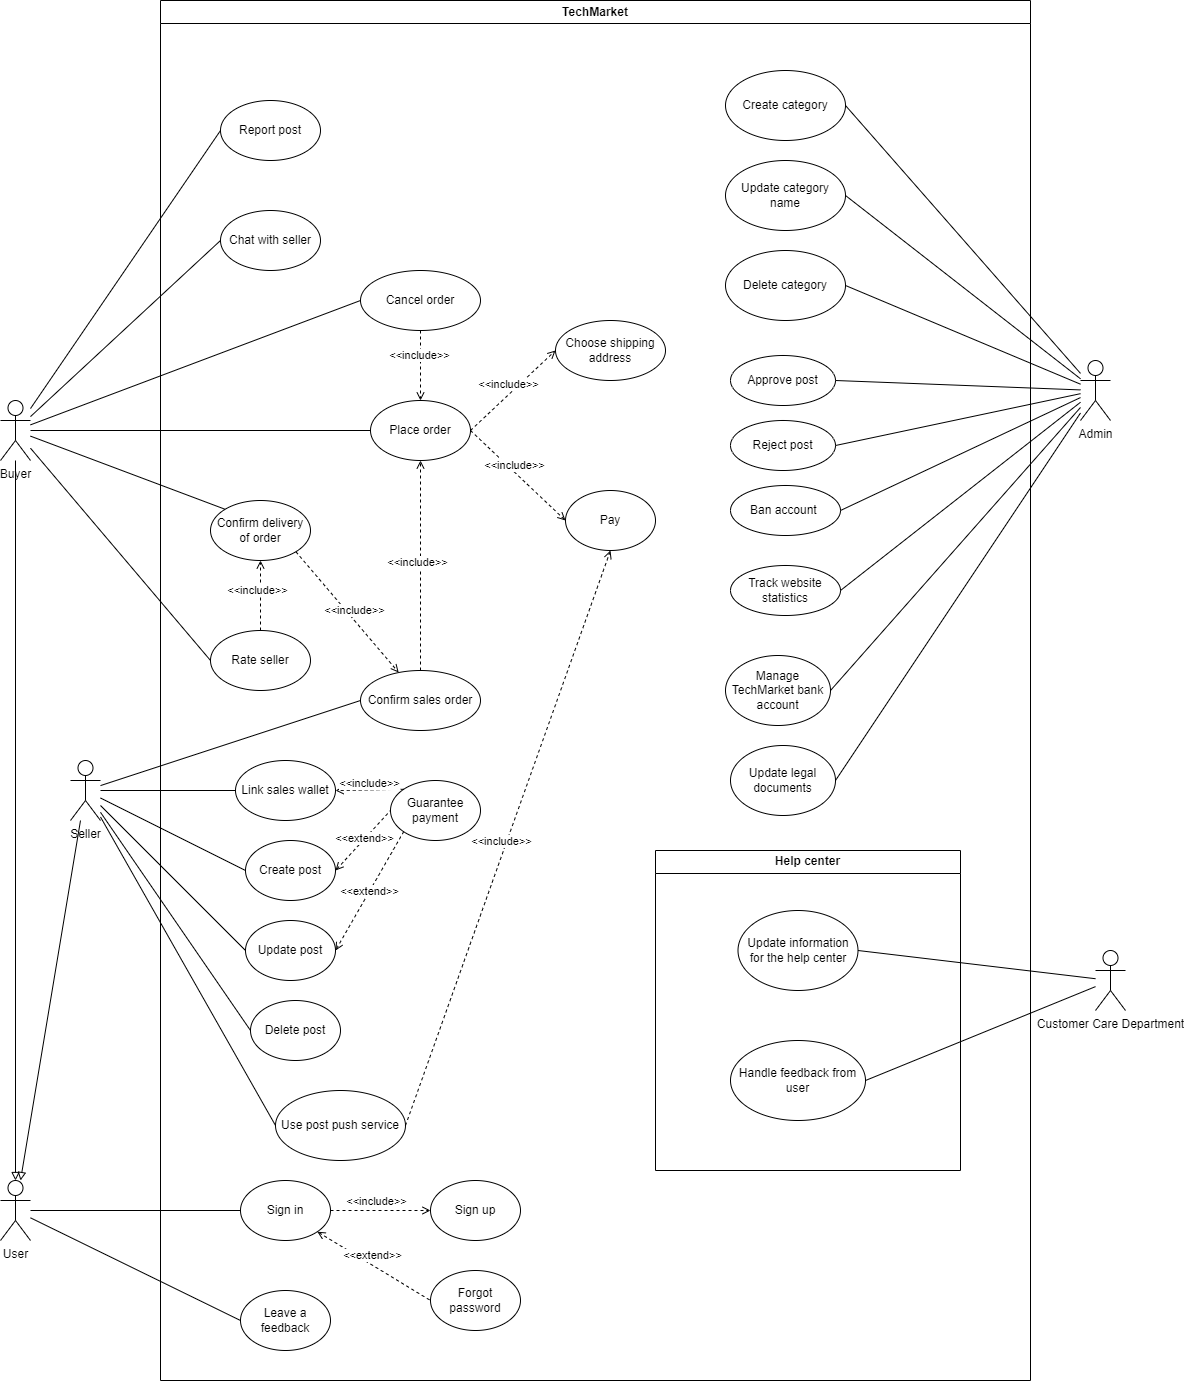 TechMarket
Report post
Create category
Update category
name
Chat with seller
Delete category
Cancel order
Choose shipping
address
<<include>>
<<include>>
Approve post
Admin
Place order
Reject post
Buyer
<<include>>
Confirm delivery
of order
Pay
Ban account
<<include>>
<<include>>
<<include>>
Track website
statistics
Rate seller
Confirm sales order
Manage
TechMarket bank
account
Link sales wallet
<<include>>
Guarantee
payment
Update legal
documents
Seller
<<extend>>
<<include>>
Create post
<<extend>>
Help center
Update post
Update information
for the help center
Delete post
Customer Care Department
Handle feedback from
user
Use post push service
Sign in
<<include>>
Sign up
User
<<extend>>
Forgot
password
Leave a
feedback